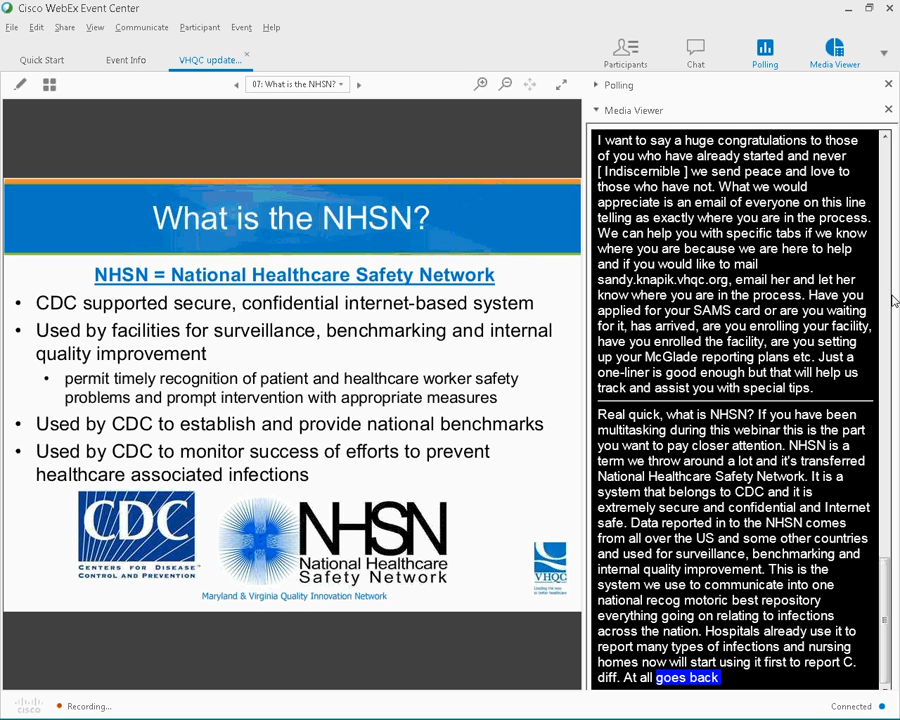 Cisco WebEx Event Center
File Edit Share View Communicate Participant Event Help
Quick Start Event Info VHQC update...
Participants Chat Polling Media Viewer
07: What is the NHSN?
Polling
Media Viewer
What is the NHSN?
NHSN = National Healthcare Safety Network
• CDC supported secure, confidential internet-based system
• Used by facilities for surveillance, benchmarking and internal
quality improvement
• permit timely recognition of patient and healthcare worker safety
problems and prompt intervention with appropriate measures
• Used by CDC to establish and provide national benchmarks
• Used by CDC to monitor success of efforts to prevent
healthcare associated infections
CDC
CENTERS FOR DISEASE™
CONTROL AND PREVENTION
NHSN
National Healthcare
Safety Network
VHQC
Maryland & Virginia Quality Innovation Network
I want to say a huge congratulations to those
of you who have already started and never
[ Indiscernible ] we send peace and love to
those who have not. What we would
appreciate is an email of everyone on this line
telling as exactly where you are in the process.
We can help you with specific tabs if we know
where you are because we are here to help
and if you would like to mail
sandy.knapik.vhqc.org, email her and let her
know where you are in the process. Have you
applied for your SAMS card or are you waiting
for it, has arrived, are you enrolling your facility,
have you enrolled the facility, are you setting
up your McGlade reporting plans etc. Just a
one-liner is good enough but that will help us
track and assist you with special tips.
Real quick, what is NHSN? If you have been
multitasking during this webinar this is the part
you want to pay closer attention. NHSN is a
term we throw around a lot and it's transferred
National Healthcare Safety Network. It is a
system that belongs to CDC and it is
extremely secure and confidential and Internet
safe. Data reported in to the NHSN comes
from all over the US and some other countries
and used for surveillance, benchmarking and
internal quality improvement. This is the
system we use to communicate into one
national recog motoric best repository
everything going on relating to infections
across the nation. Hospitals already use it to
report many types of infections and nursing
homes now will start using it first to report C.
diff. At all goes back
cisco
Recording...
Connected